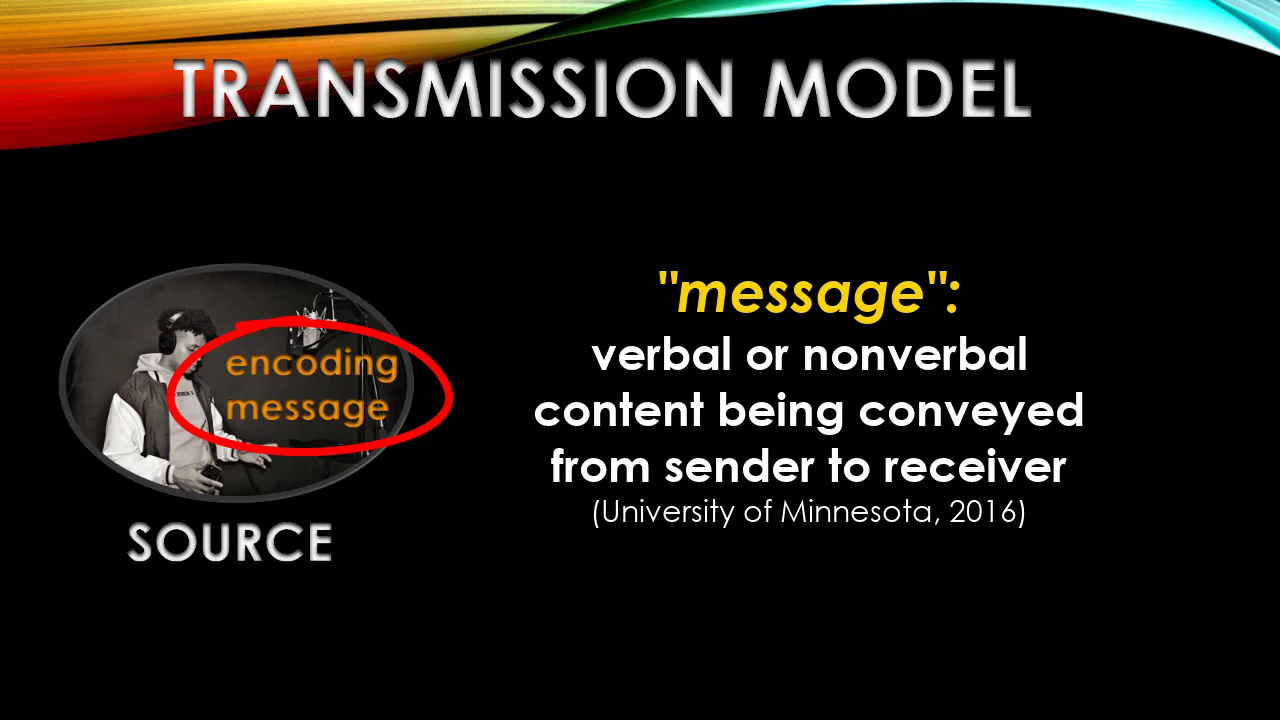 TRANSMISSION MODEL
encoding
message
SOURCE
"message":
verbal or nonverbal
content being conveyed
from sender to receiver
(University of Minnesota, 2016)